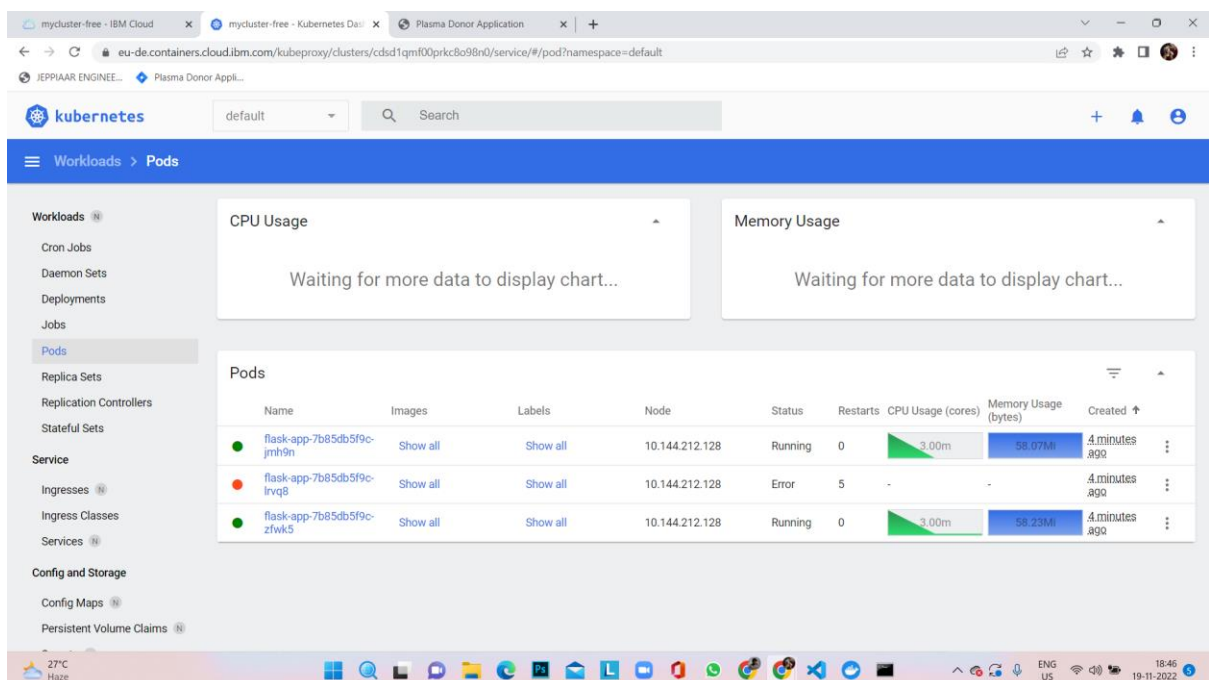 mycluster-free - IBM Cloud
mycluster-free - Kubernetes Das
Plasma Donor Application
eu-de.containers.cloud.ibm.com/kubeproxy/clusters/cdsd1qmf00prkc8o98n0/service/#/pod?namespace=default
JEPPIAAR ENGINEE...
Plasma Donor Appli...
kubernetes
default
Search
Workloads > Pods
Workloads N
Cron Jobs
Daemon Sets
Deployments
Jobs
Pods
Replica Sets
Replication Controllers
Stateful Sets
Service
Ingresses N
Ingress Classes
Services N
Config and Storage
Config Maps N
Persistent Volume Claims N
CPU Usage
Waiting for more data to display chart...
Memory Usage
Waiting for more data to display chart...
Pods
Name Images Labels Node Status Restarts CPU Usage (cores) Memory Usage (bytes) Created
flask-app-7b85db5f9c-jmh9n Show all Show all 10.144.212.128 Running 0 3.00m 58.07Mi 4 minutes ago
flask-app-7b85db5f9c-lrvq8 Show all Show all 10.144.212.128 Error 5 - - 4 minutes ago
flask-app-7b85db5f9c-zfwk5 Show all Show all 10.144.212.128 Running 0 3.00m 58.23Mi 4 minutes ago
27°C
Haze
Ps
L
ENG
US
18:46
19-11-2022
5